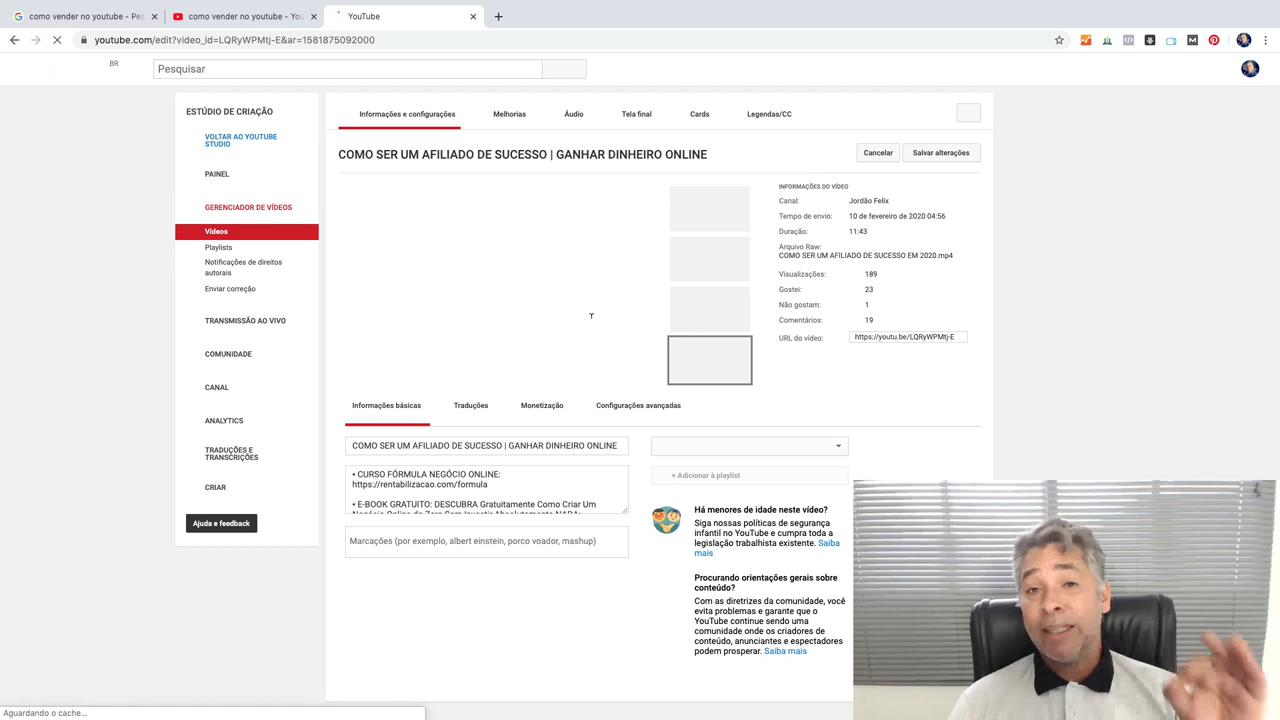 como vender no youtube - Pes
como vender no youtube - You
YouTube
youtube.com/edit?video_id=LQRyWPMtj-E&ar=1581875092000
BR
Pesquisar
ESTÚDIO DE CRIAÇÃO
VOLTAR AO YOUTUBE
STUDIO
PAINEL
GERENCIADOR DE VÍDEOS
Vídeos
Playlists
Notificações de direitos
autorais
Enviar correção
TRANSMISSÃO AO VIVO
COMUNIDADE
CANAL
ANALYTICS
TRADUÇÕES E
TRANSCRIÇÕES
CRIAR
Ajuda e feedback
Informações e configurações
Melhorias
Áudio
Tela final
Cards
Legendas/CC
COMO SER UM AFILIADO DE SUCESSO | GANHAR DINHEIRO ONLINE
Cancelar
Salvar alterações
INFORMAÇÕES DO VÍDEO
Canal: Jordão Felix
Tempo de envio: 10 de fevereiro de 2020 04:56
Duração: 11:43
Arquivo Raw:
COMO SER UM AFILIADO DE SUCESSO EM 2020.mp4
Visualizações: 189
Gostei: 23
Não gostam: 1
Comentários: 19
URL do vídeo: https://youtu.be/LQRyWPMtj-E
Informações básicas
Traduções
Monetização
Configurações avançadas
COMO SER UM AFILIADO DE SUCESSO | GANHAR DINHEIRO ONLINE
• CURSO FÓRMULA NEGÓCIO ONLINE:
https://rentabilizacao.com/formula
• E-BOOK GRATUITO: DESCUBRA Gratuitamente Como Criar Um
Marcações (por exemplo, albert einstein, porco voador, mashup)
+ Adicionar à playlist
Há menores de idade neste vídeo?
Siga nossas políticas de segurança
infantil no YouTube e cumpra toda a
legislação trabalhista existente. Saiba
mais
Procurando orientações gerais sobre
conteúdo?
Com as diretrizes da comunidade, você
evita problemas e garante que o
YouTube continue sendo uma
comunidade onde os criadores de
conteúdo, anunciantes e espectadores
podem prosperar. Saiba mais
Aguardando o cache...